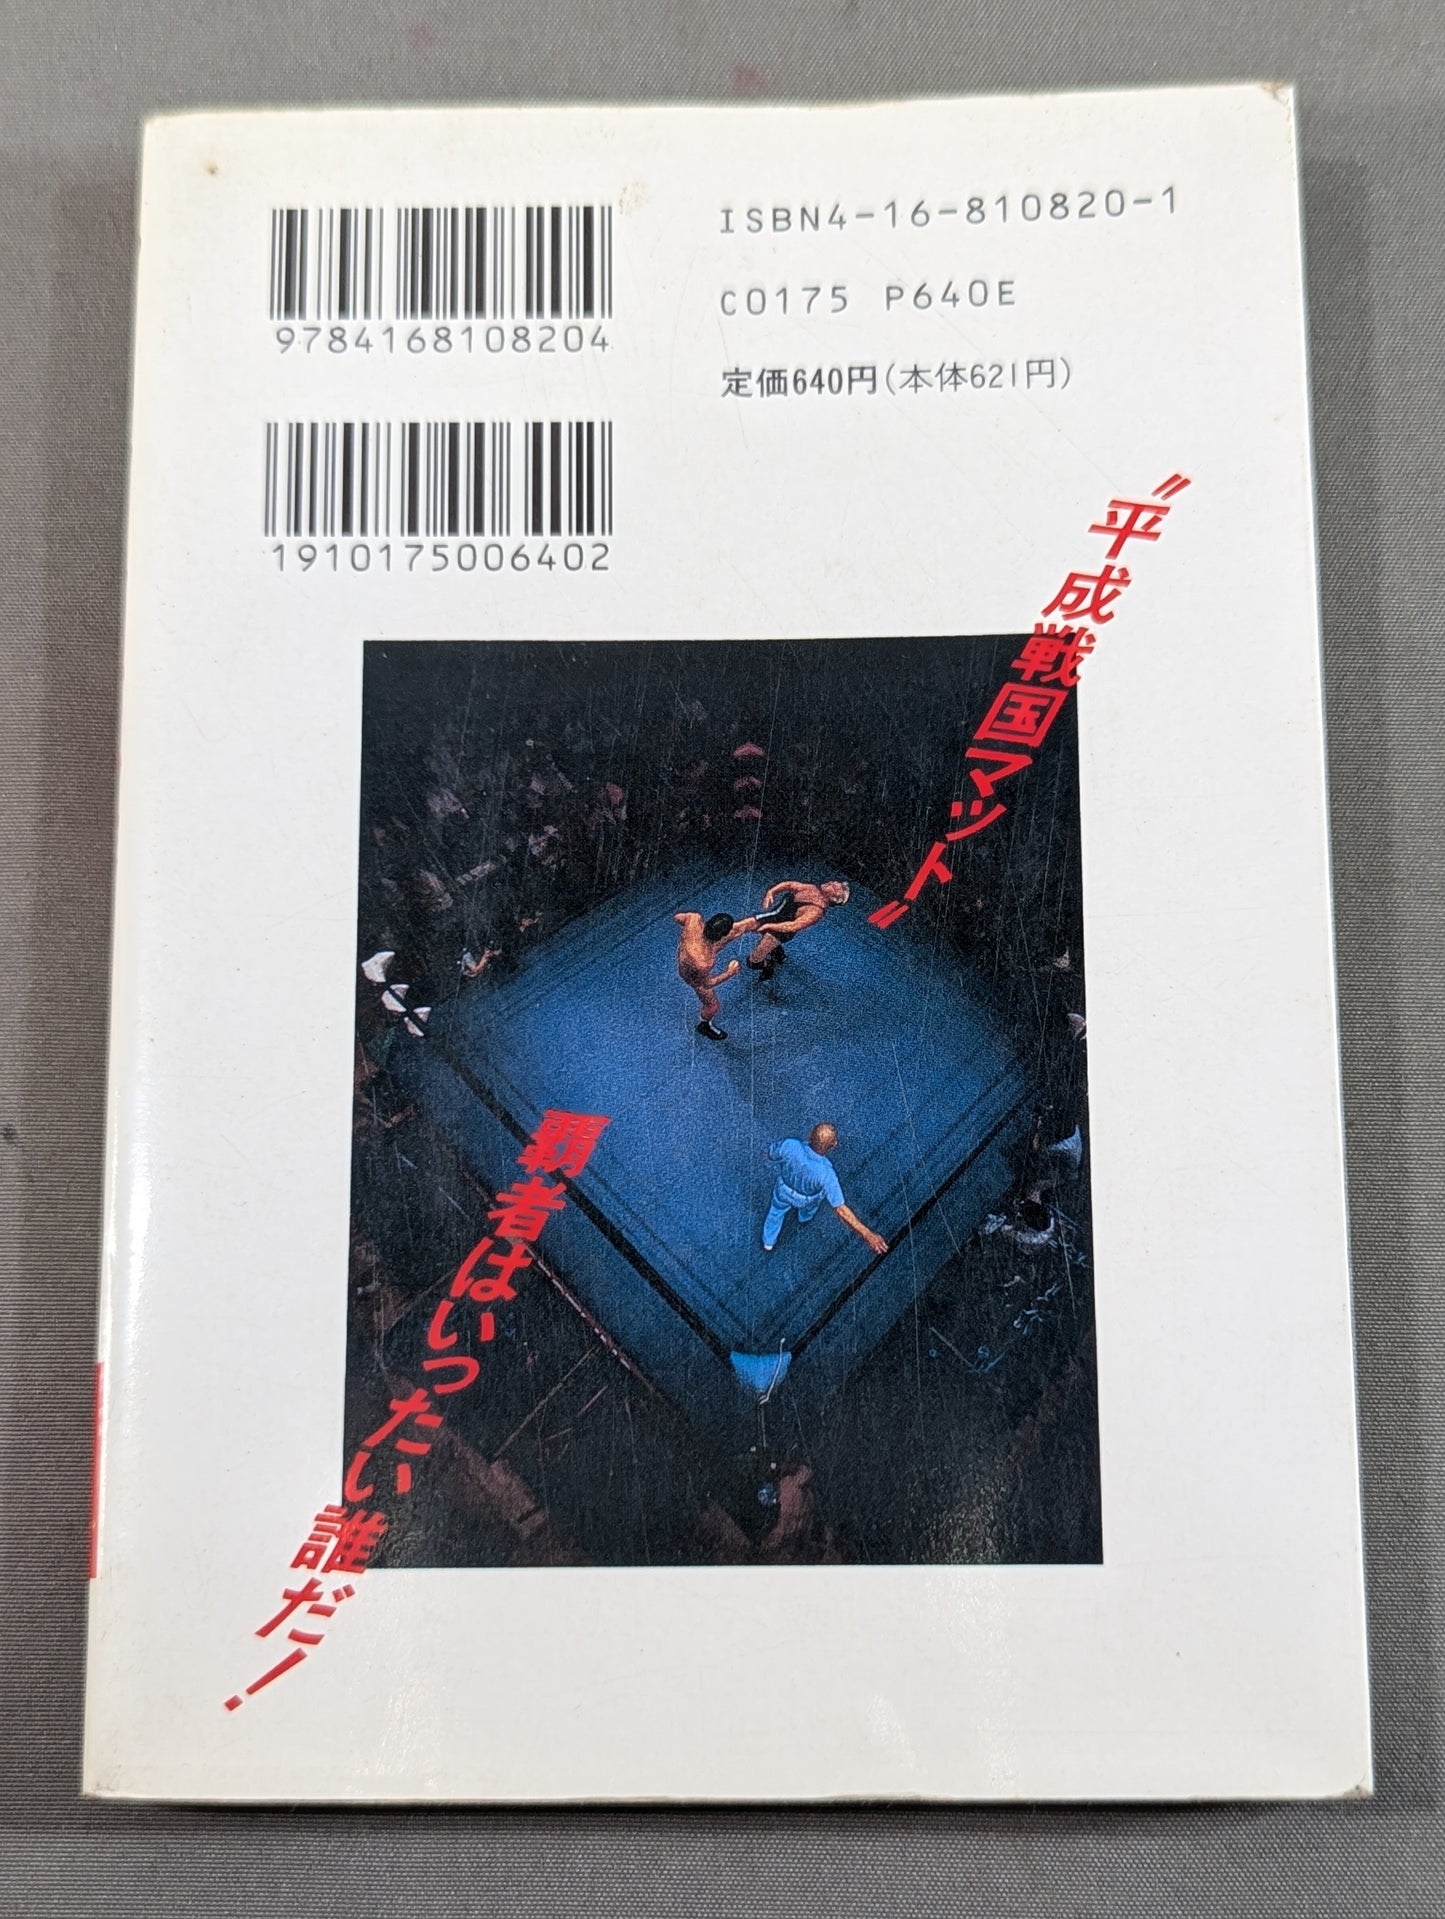 9784168108204
1910175006402
ISBN4-16-810820-1
C0175 P640E
定価640円(本体621円)
〝平成戦国マット〟
覇者はいったい誰だ!